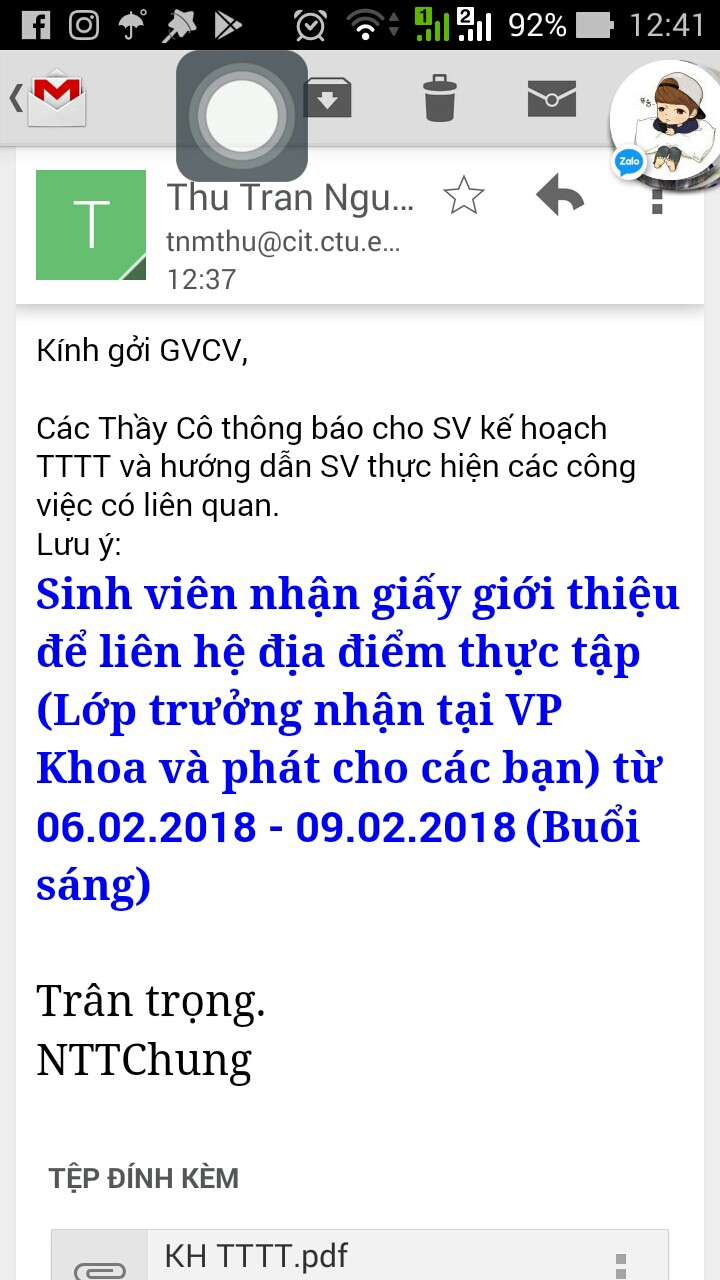 1 2 92% 12:41
Zalo
T
Thu Tran Ngu...
tnmthu@cit.ctu.e...
12:37
Kính gởi GVCV,
Các Thầy Cô thông báo cho SV kế hoạch
TTTT và hướng dẫn SV thực hiện các công
việc có liên quan.
Lưu ý:
Sinh viên nhận giấy giới thiệu
để liên hệ địa điểm thực tập
(Lớp trưởng nhận tại VP
Khoa và phát cho các bạn) từ
06.02.2018 - 09.02.2018 (Buổi
sáng)
Trân trọng.
NTTChung
TỆP ĐÍNH KÈM
KH TTTT.pdf